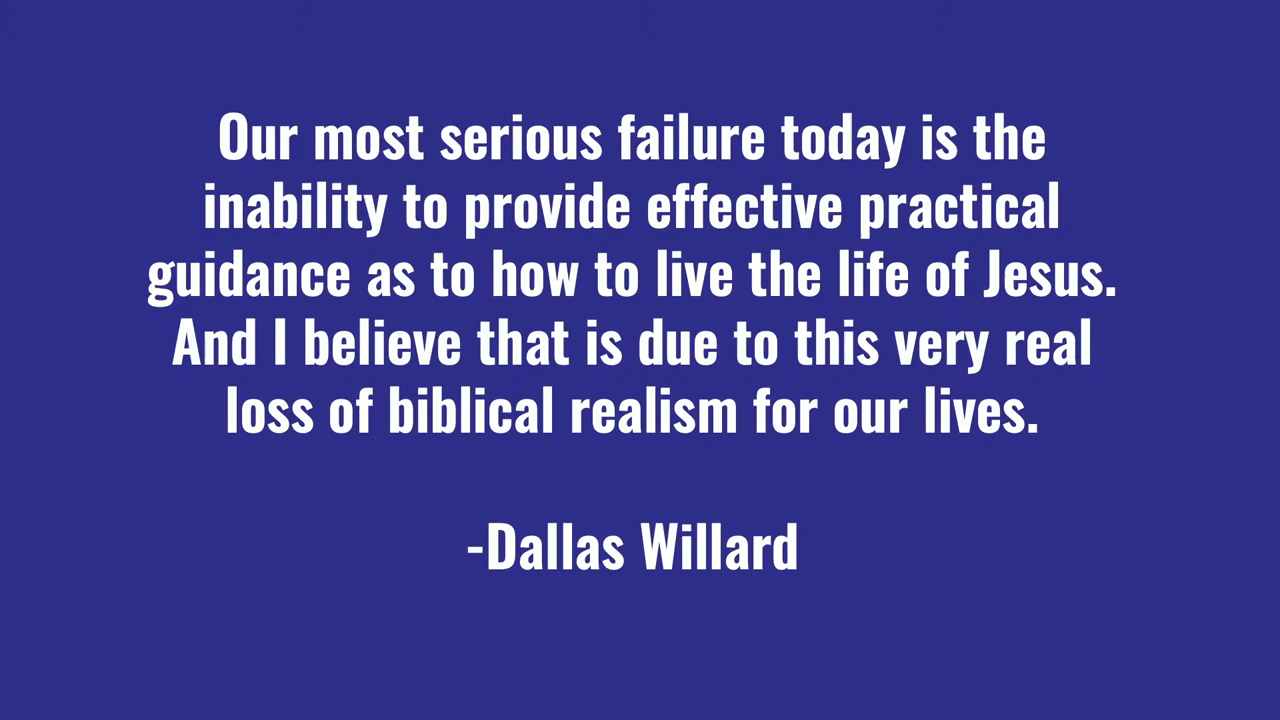 Our most serious failure today is the
inability to provide effective practical
guidance as to how to live the life of Jesus.
And I believe that is due to this very real
loss of biblical realism for our lives.
-Dallas Willard